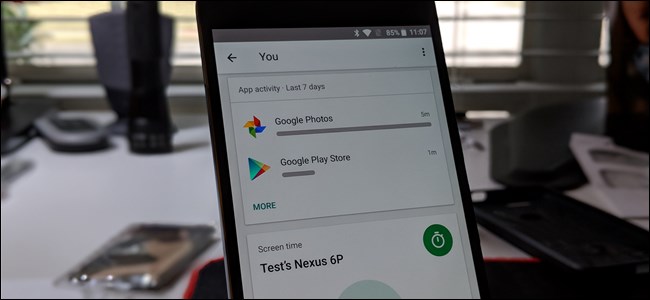 85% 11:07
You
App activity · Last 7 days
Google Photos
5m
Google Play Store
1m
MORE
Screen time
Test's Nexus 6P